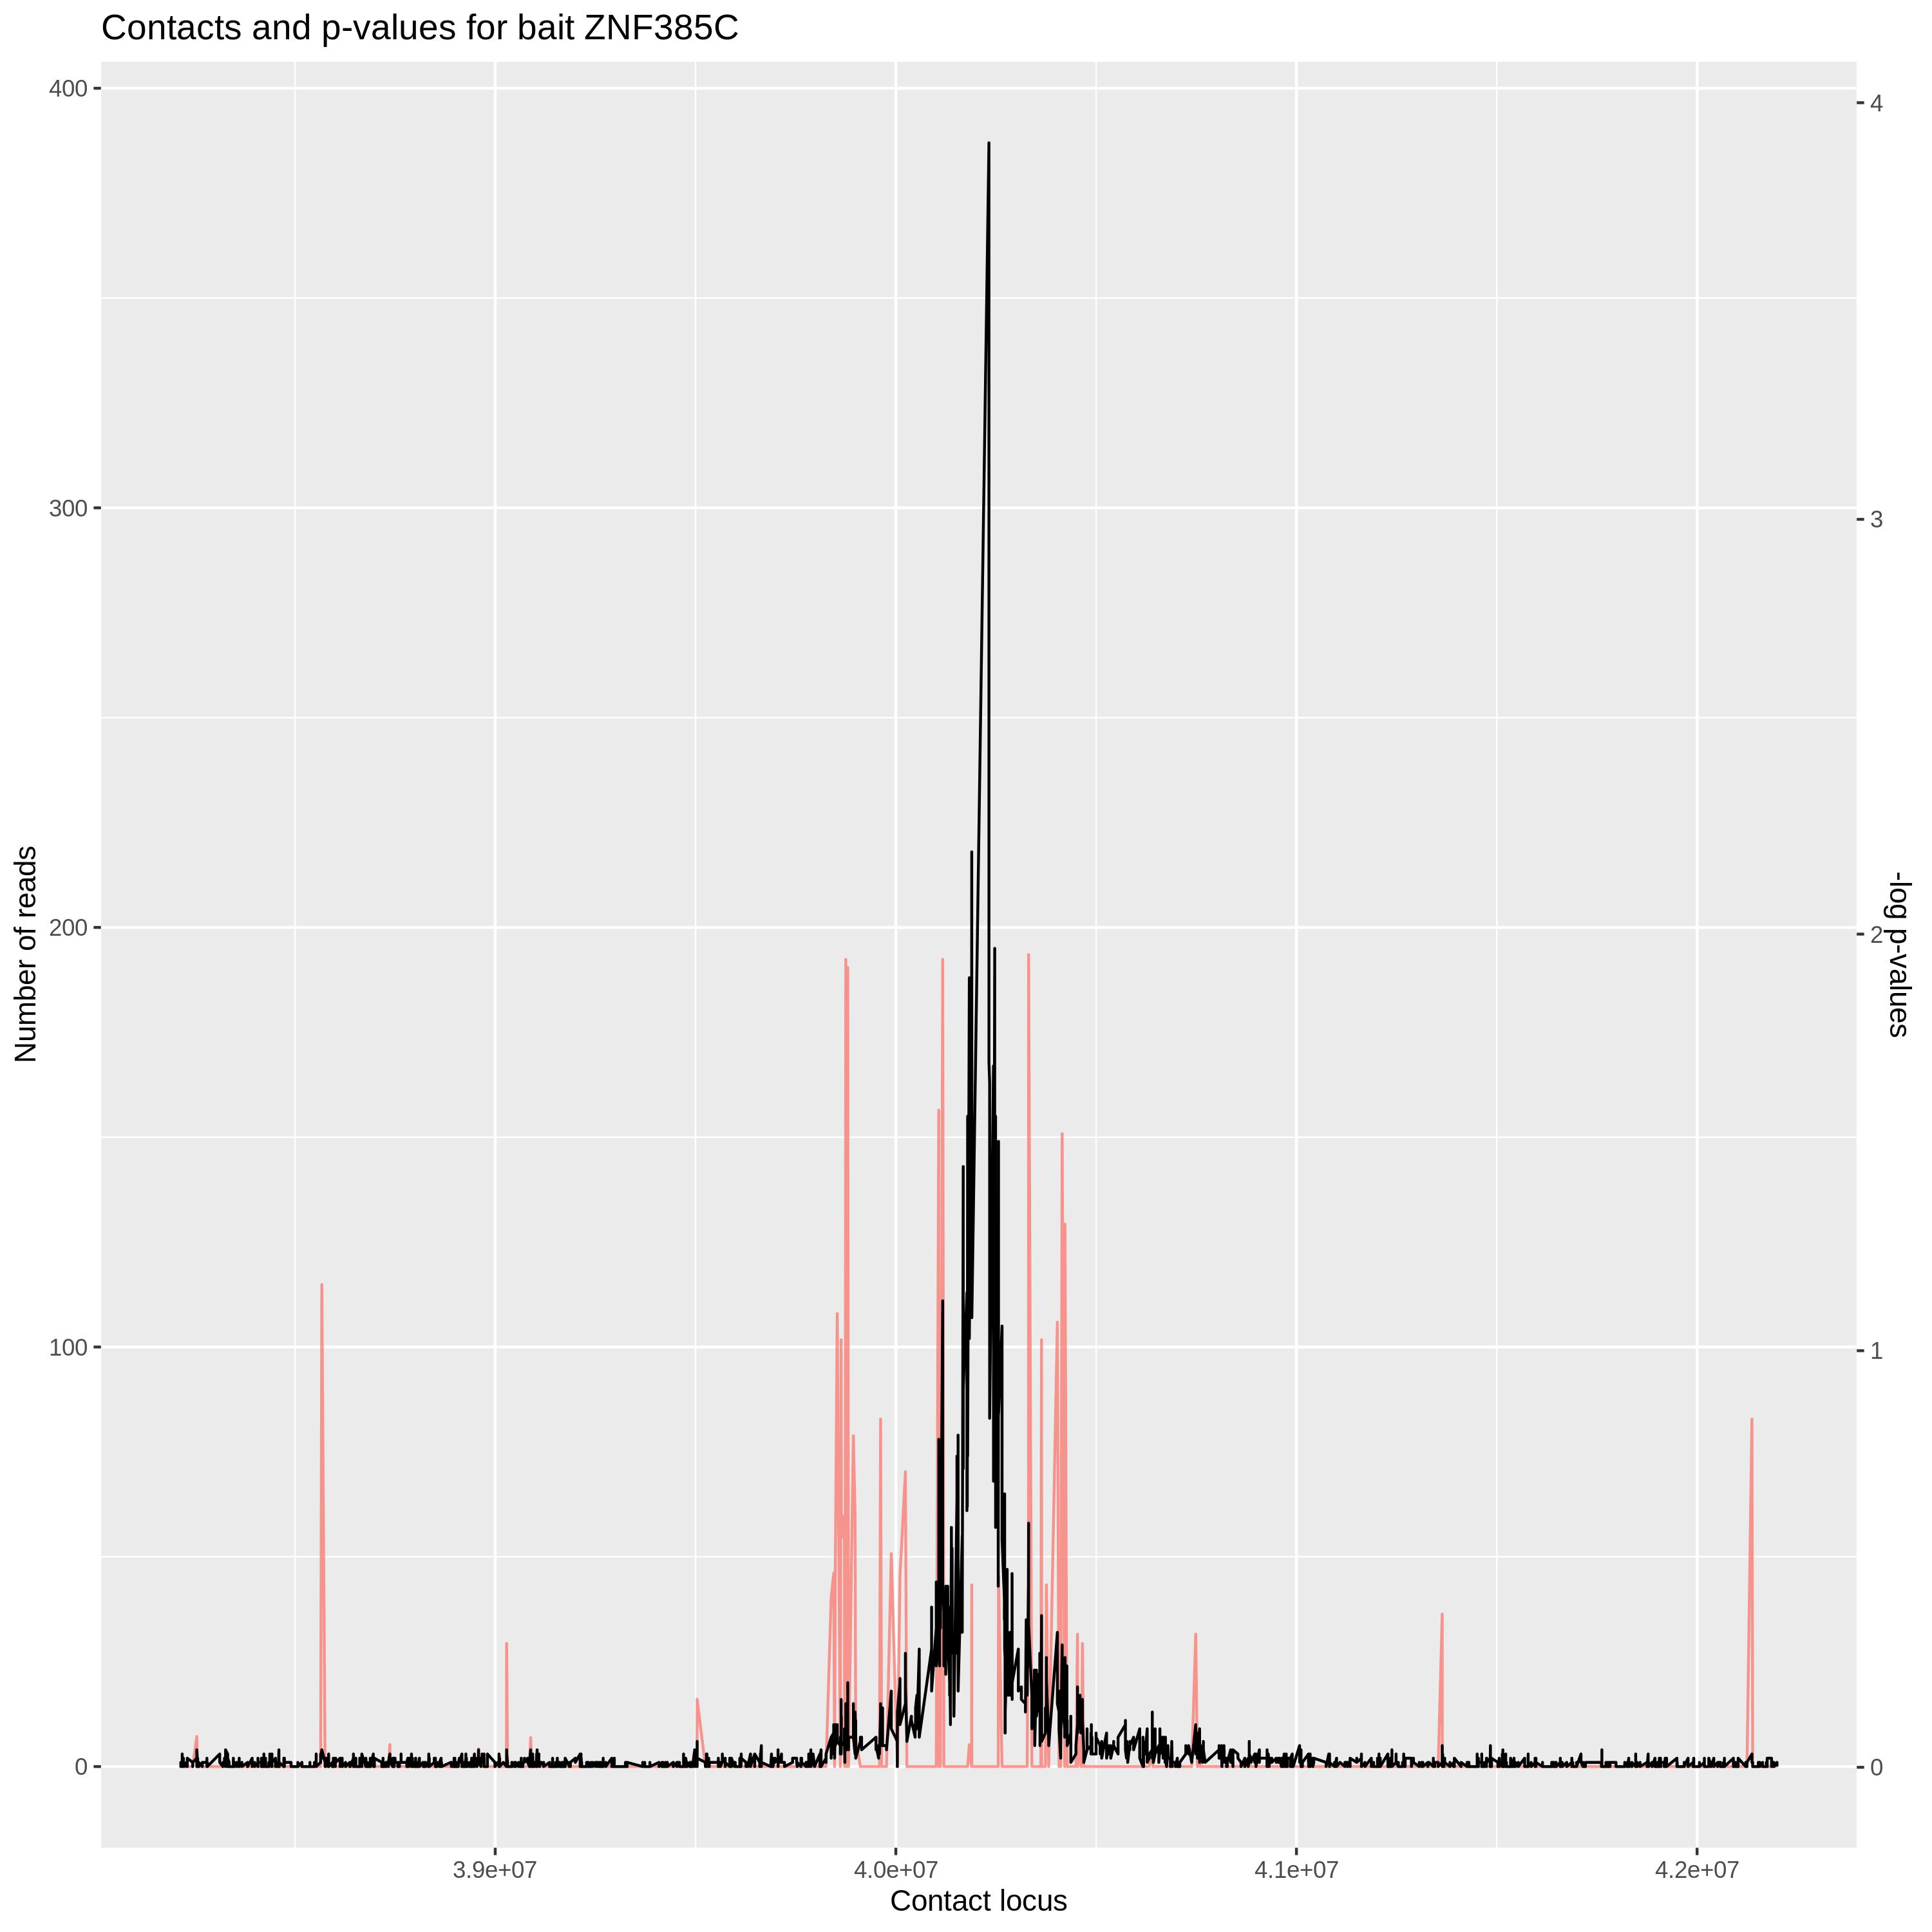 Contacts and p-values for bait ZNF385C
400
300
200
100
0
Number of reads
4
3
2
1
0
-log p-values
3.9e+07
4.0e+07
4.1e+07
4.2e+07
Contact locus